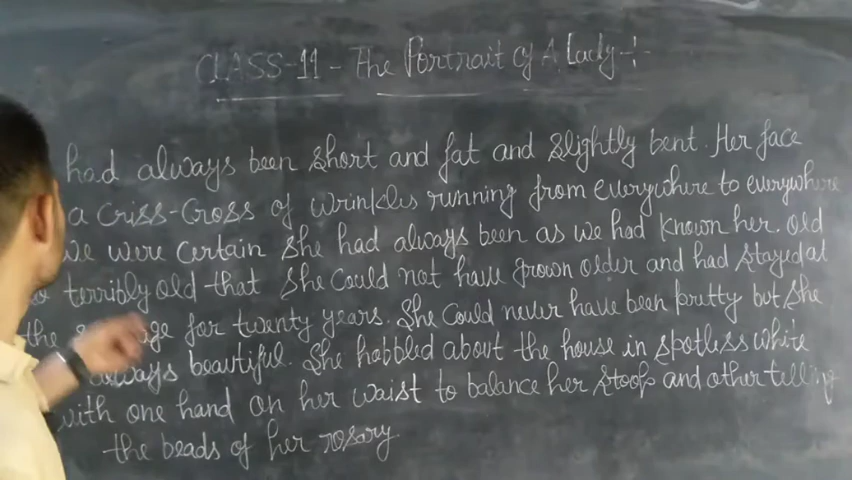 CLASS-11 - The Portrait Of A Lady -:-
had always been short and fat and slightly bent. Her face
a criss-cross of wrinkles running from everywhere to everywhere
we were certain she had always been as we had known her. Old
terribly old that she could not have grown older and had stayed at
the age for twenty years. She could never have been pretty but she
always beautiful. She hobbled about the house in spotless white
with one hand on her waist to balance her stoop and other telling
the beads of her rosary.